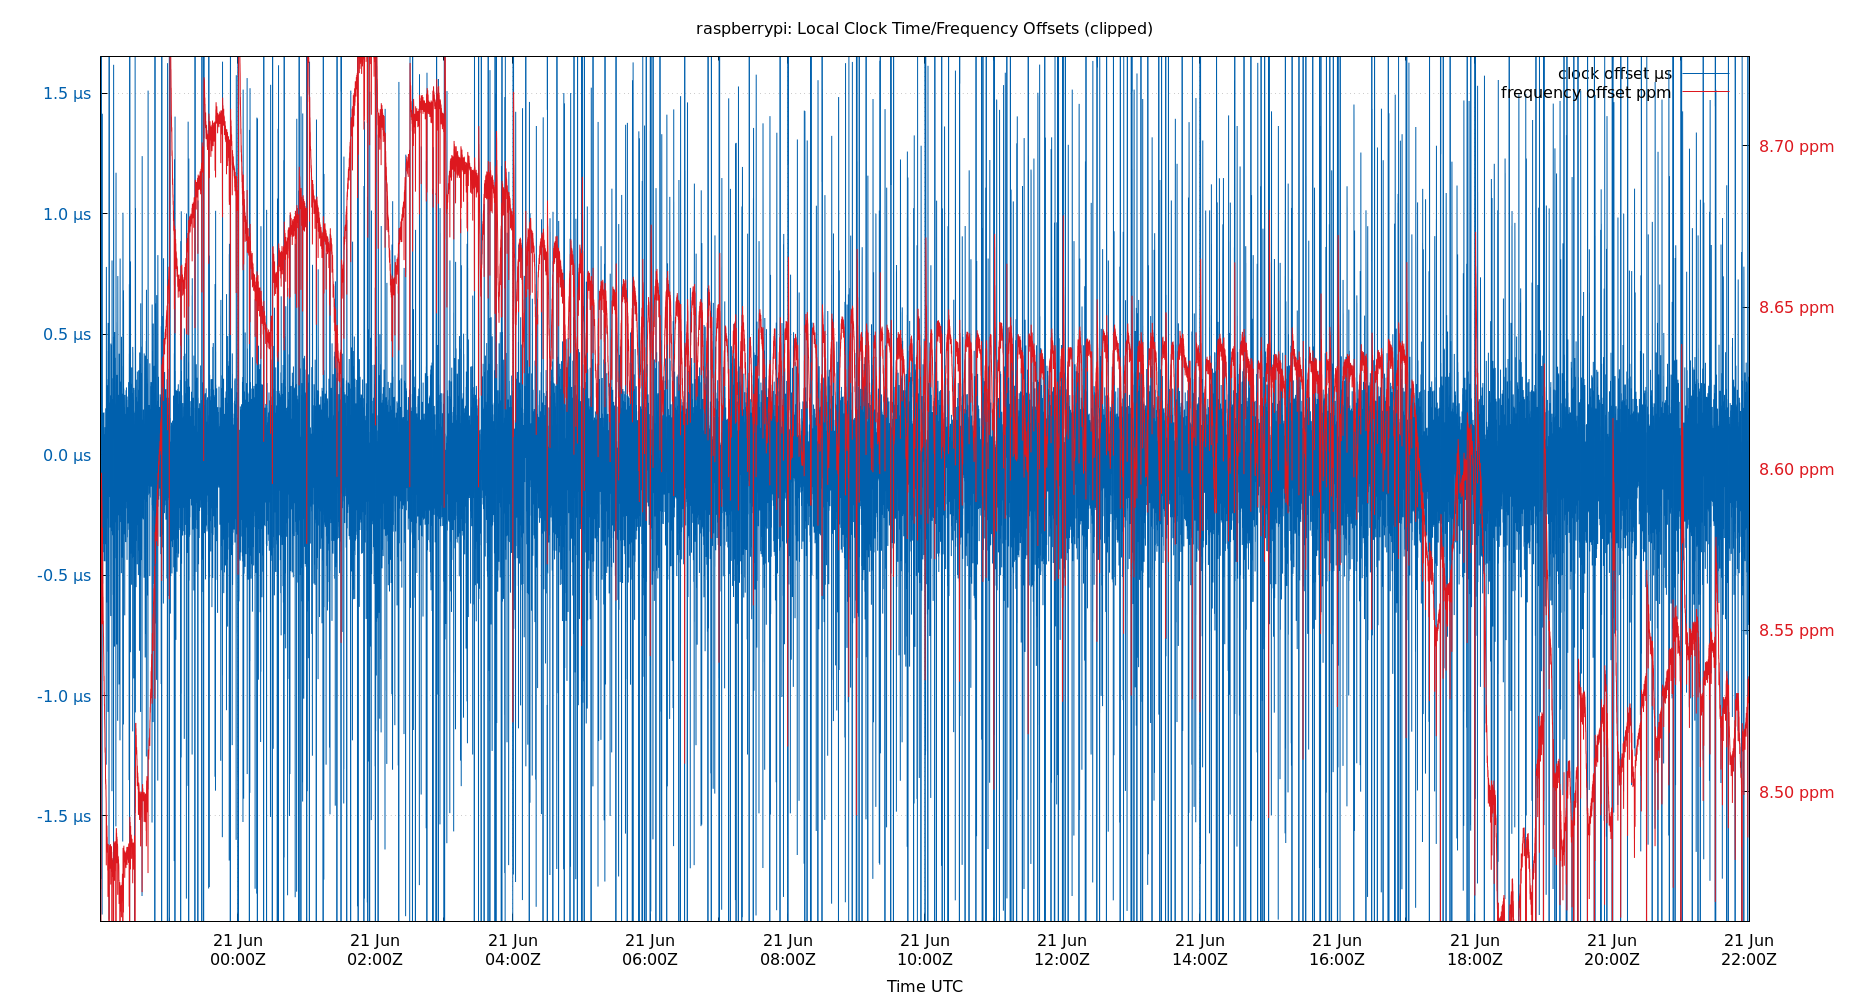 raspberrypi: Local Clock Time/Frequency Offsets (clipped)
clock offset µs
frequency offset ppm
1.5 µs
1.0 µs
0.5 µs
0.0 µs
-0.5 µs
-1.0 µs
-1.5 µs
8.70 ppm
8.65 ppm
8.60 ppm
8.55 ppm
8.50 ppm
21 Jun 21 Jun 21 Jun 21 Jun 21 Jun 21 Jun 21 Jun 21 Jun 21 Jun 21 Jun 21 Jun 21 Jun
00:00Z 02:00Z 04:00Z 06:00Z 08:00Z 10:00Z 12:00Z 14:00Z 16:00Z 18:00Z 20:00Z 22:00Z
Time UTC